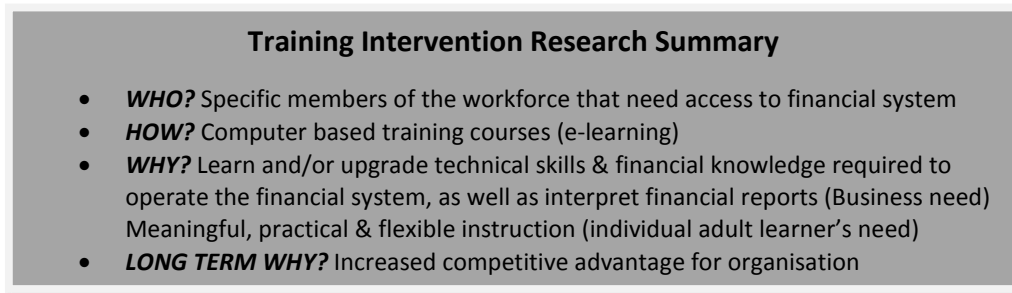 Training Intervention Research Summary
• WHO? Specific members of the workforce that need access to financial system
• HOW? Computer based training courses (e-learning)
• WHY? Learn and/or upgrade technical skills & financial knowledge required to
operate the financial system, as well as interpret financial reports (Business need)
Meaningful, practical & flexible instruction (individual adult learner's need)
• LONG TERM WHY? Increased competitive advantage for organisation